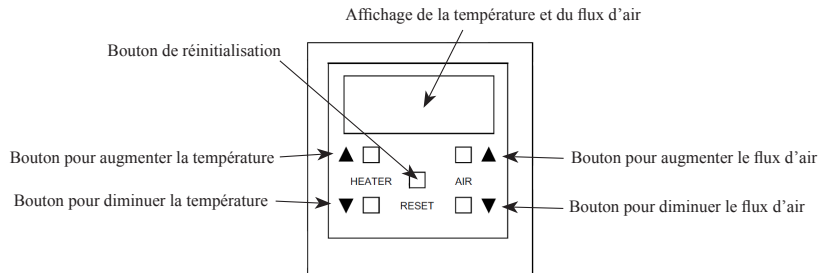 Affichage de la température et du flux d'air
Bouton de réinitialisation
Bouton pour augmenter la température
Bouton pour augmenter le flux d'air
HEATER
AIR
Bouton pour diminuer la température
RESET
Bouton pour diminuer le flux d'air